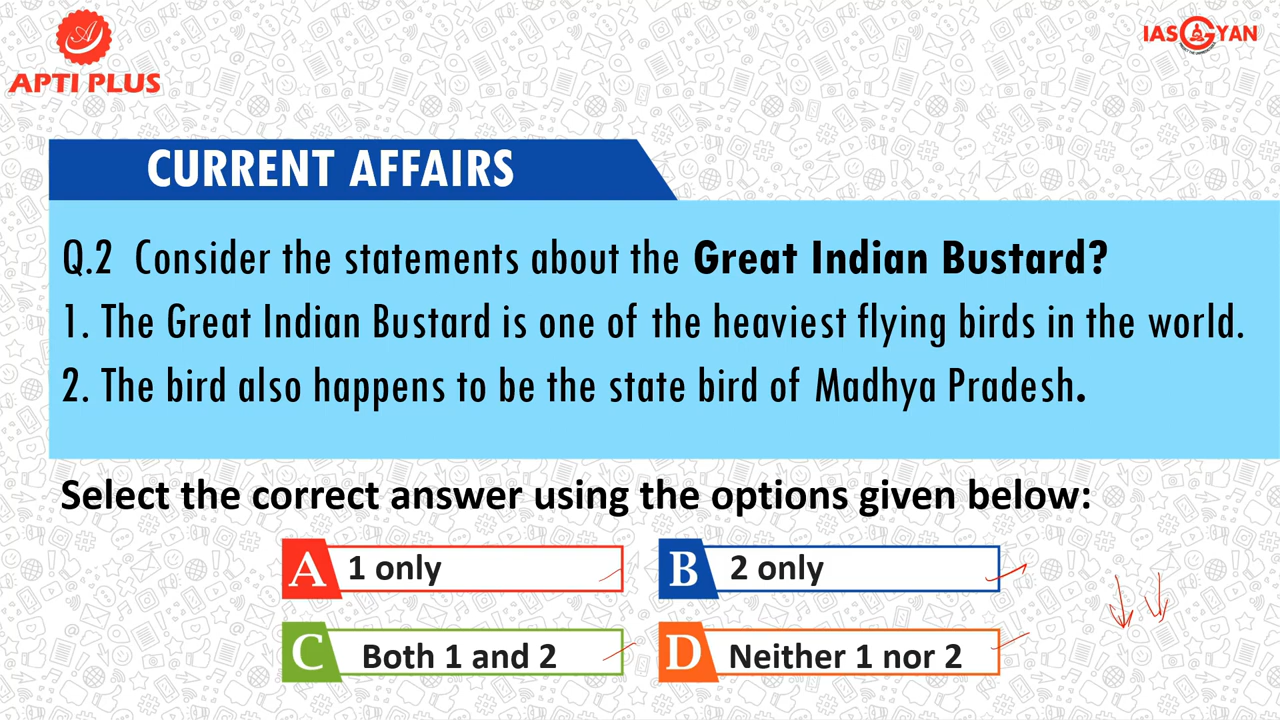 APTI PLUS
IAS GYAN
CURRENT AFFAIRS
Q.2 Consider the statements about the Great Indian Bustard?
1. The Great Indian Bustard is one of the heaviest flying birds in the world.
2. The bird also happens to be the state bird of Madhya Pradesh.
Select the correct answer using the options given below:
A 1 only
B 2 only
C Both 1 and 2
D Neither 1 nor 2